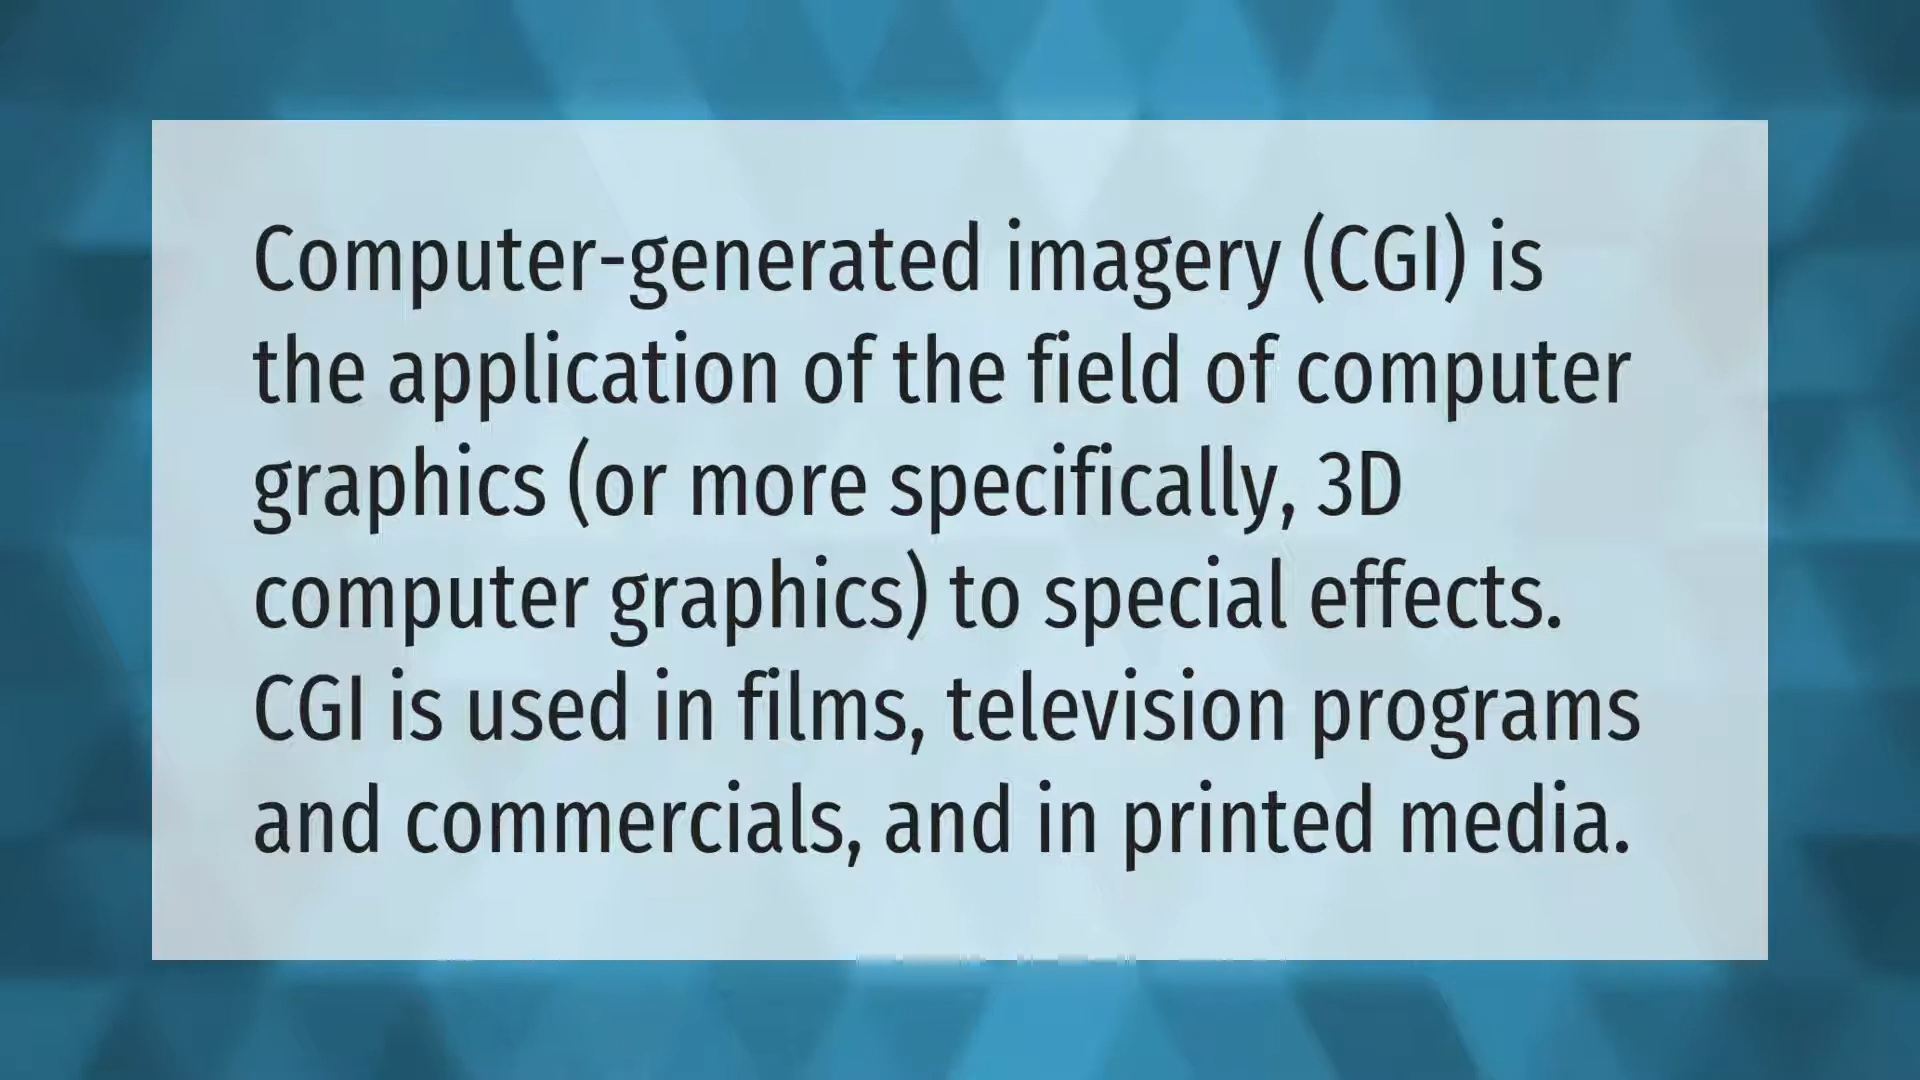 Computer-generated imagery (CGI) is
the application of the field of computer
graphics (or more specifically, 3D
computer graphics) to special effects.
CGI is used in films, television programs
and commercials, and in printed media.